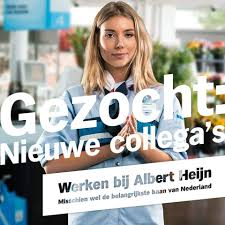 Gezocht:
Nieuwe collega's
Werken bij Albert Heijn
Misschien wel de belangrijkste baan van Nederland